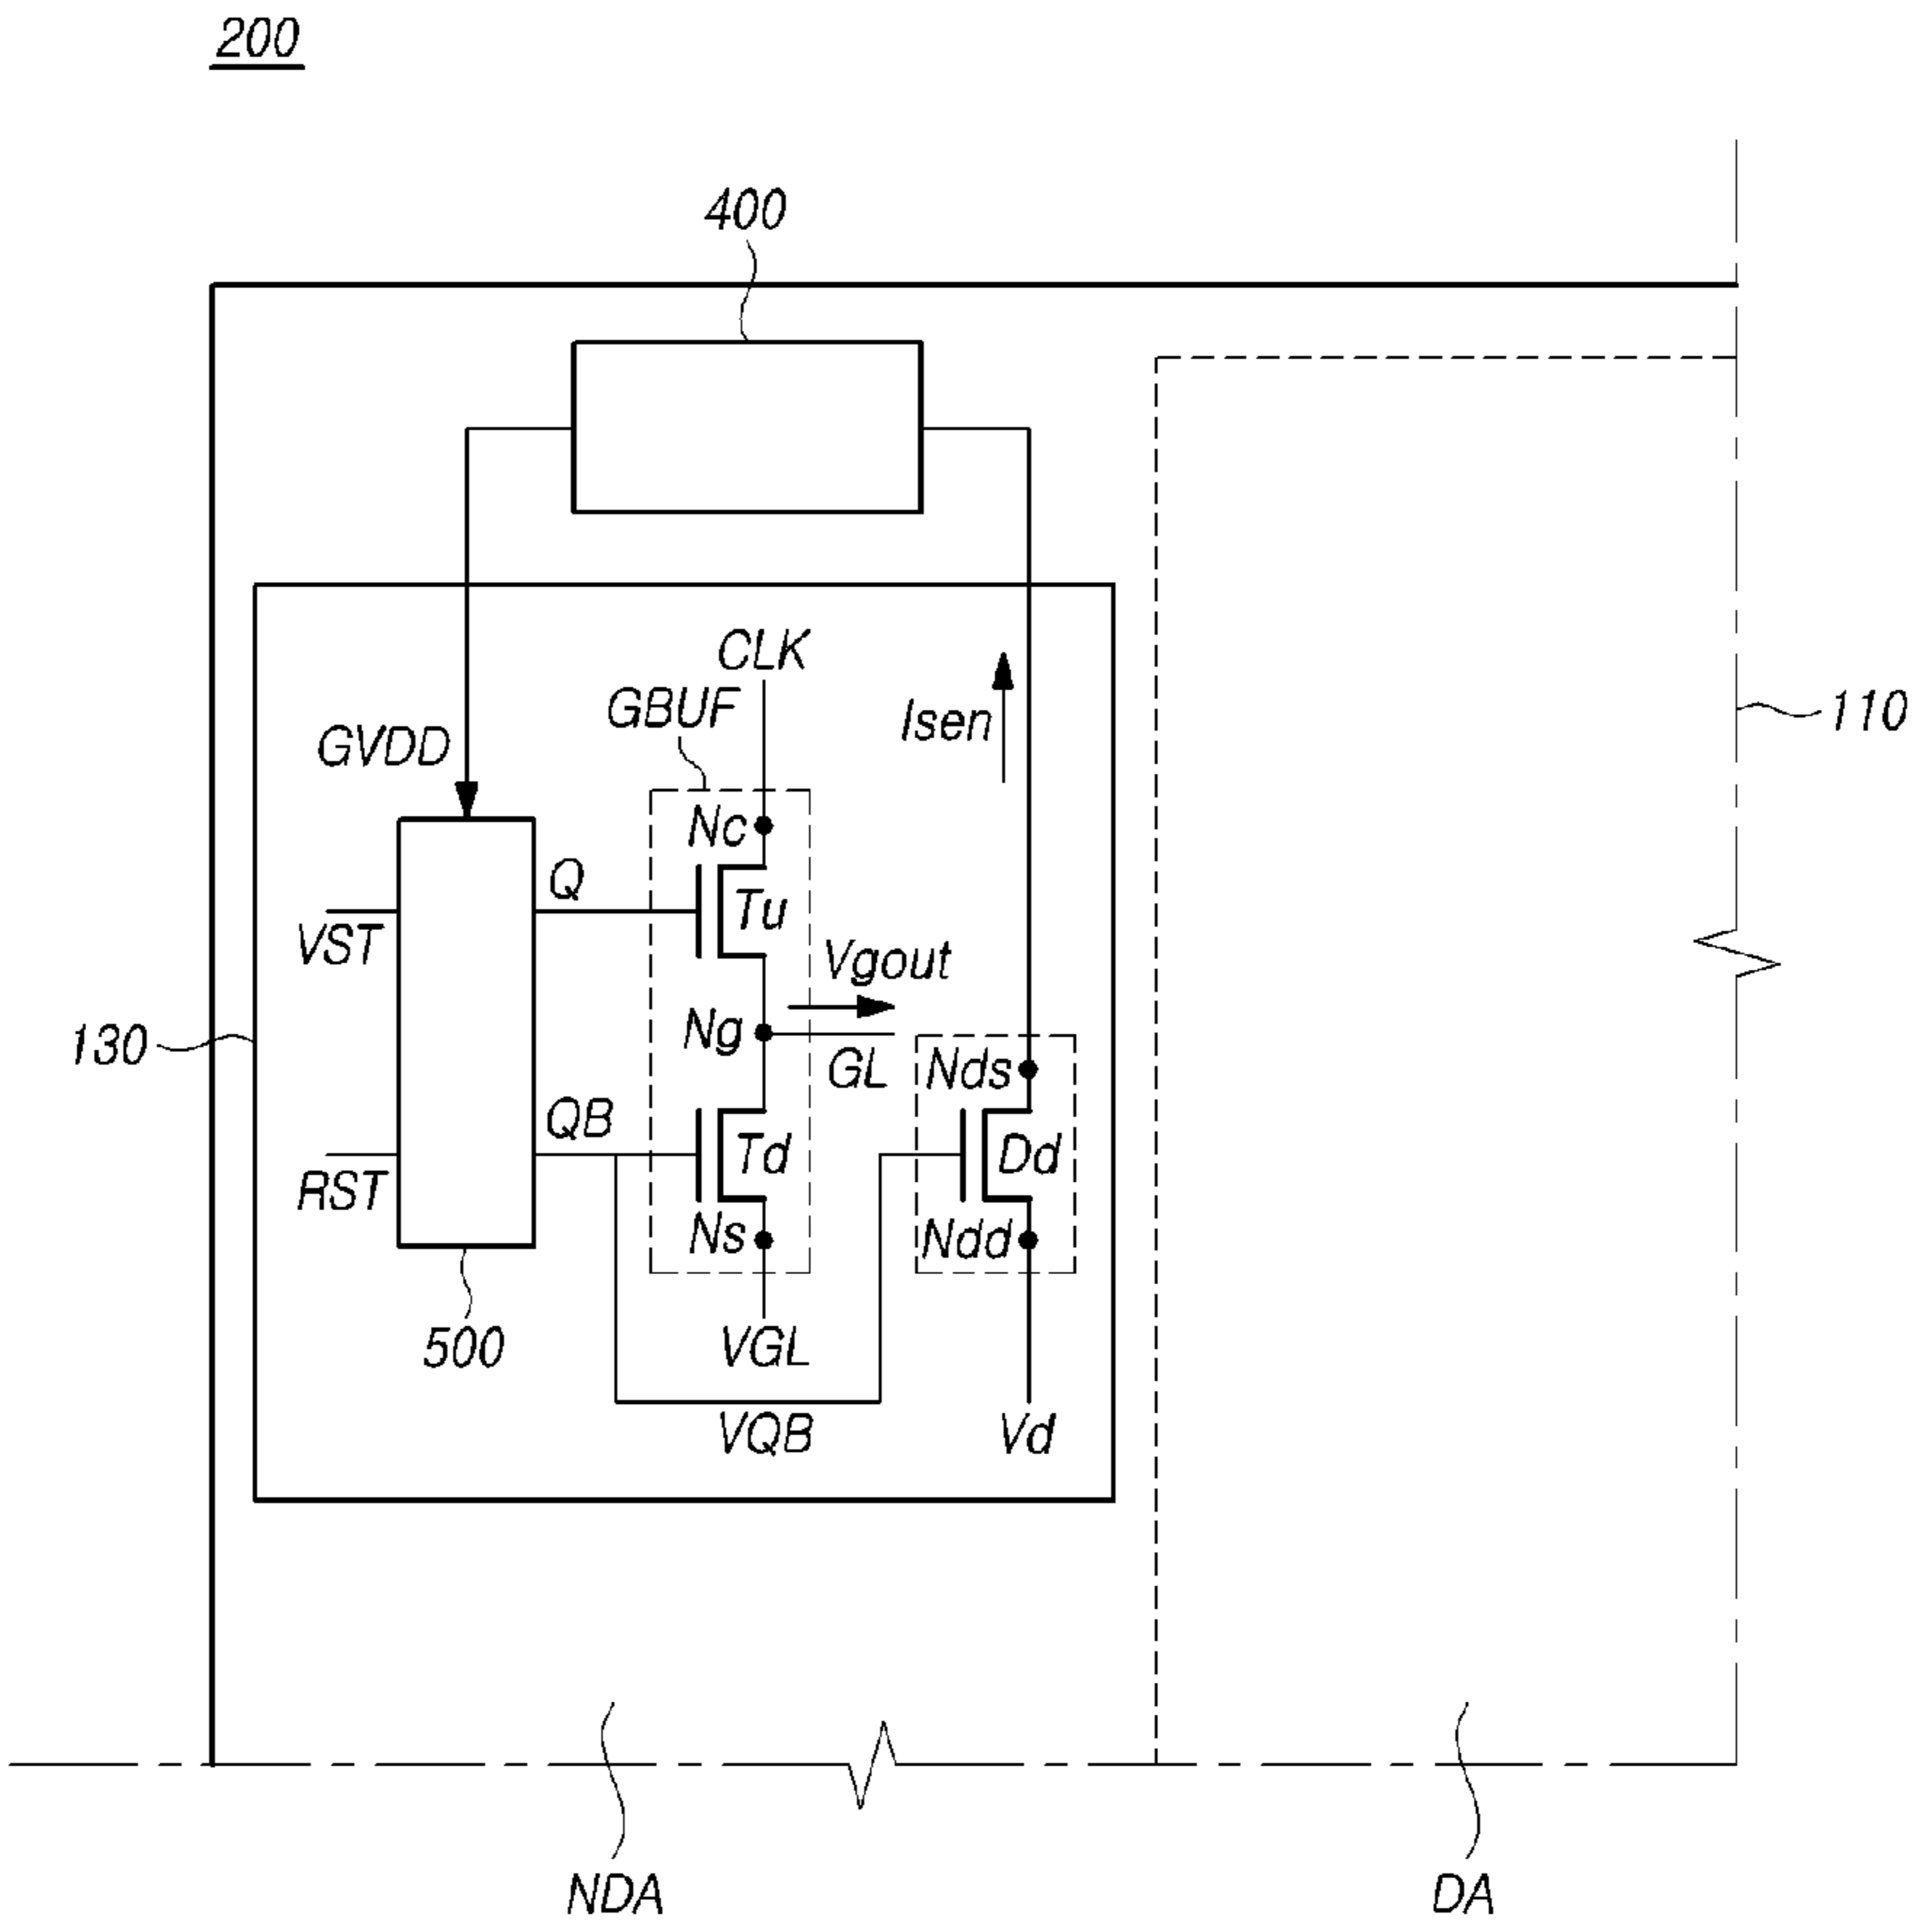 200
400
CLK
GBUF
Isen
110
GVDD
Nc
Q
Tu
VST
Vgout
Ng
130
GL
Nds
QB
Td
Dd
RST
Ns
Ndd
500
VGL
VQB
Vd
NDA
DA